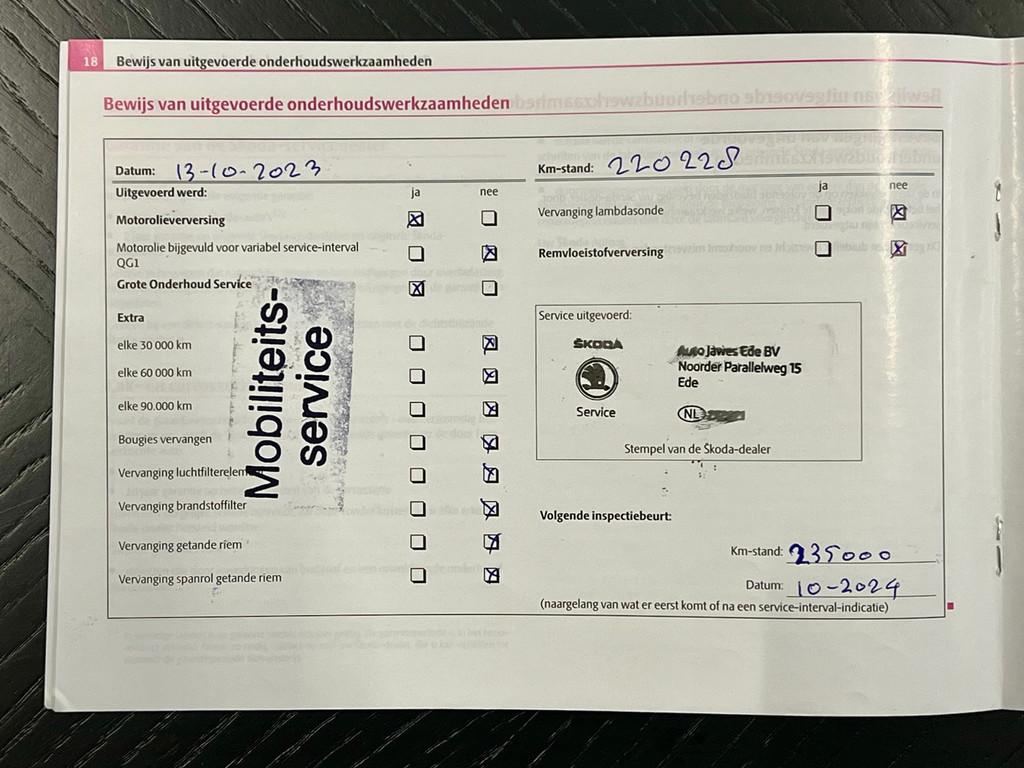 18 Bewijs van uitgevoerde onderhoudswerkzaamheden
Bewijs van uitgevoerde onderhoudswerkzaamheden
Datum: 13-10-2023
Uitgevoerd werd: ja nee
Motorolieverversing
Motorolie bijgevuld voor variabel service-interval
QG1
Grote Onderhoud Service
Extra
elke 30 000 km
elke 60 000 km
elke 90.000 km
Bougies vervangen
Vervanging luchtfilterelem
Vervanging brandstoffilter
Vervanging getande riem
Vervanging spanrol getande riem
Mobiliteits-
service
Km-stand: 220228
ja nee
Vervanging lambdasonde
Remvloeistofverversing
Service uitgevoerd:
ŠKODA
Service
Auto Jawes Ede BV
Noorder Parallelweg 15
Ede
NL
Stempel van de Škoda-dealer
Volgende inspectiebeurt:
Km-stand: 235000
Datum: 10-2024
(naargelang van wat er eerst komt of na een service-interval-indicatie)